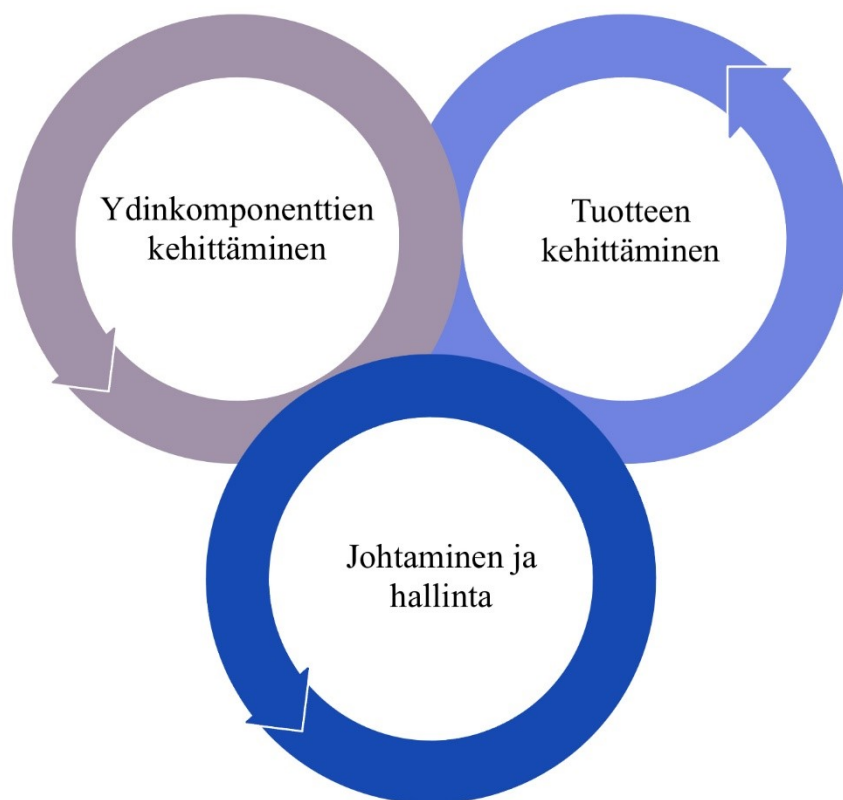 Ydinkomponenttien
kehittäminen
Tuotteen
kehittäminen
Johtaminen ja
hallinta